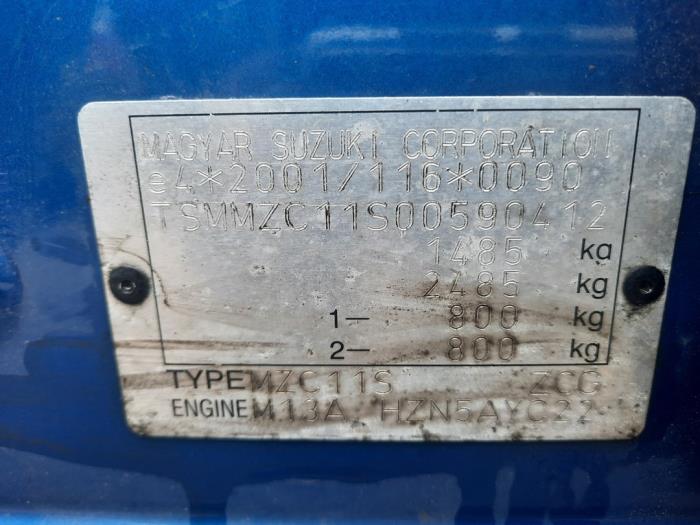 MAGYAR SUZUKI CORPORATION
e4*2001/116*0090
TSMMZC11S00590412
1485 kg
2485 kg
1- 800 kg
2- 800 kg
TYPE MZC11S ZCG
ENGINE M13A HZN5AYC22